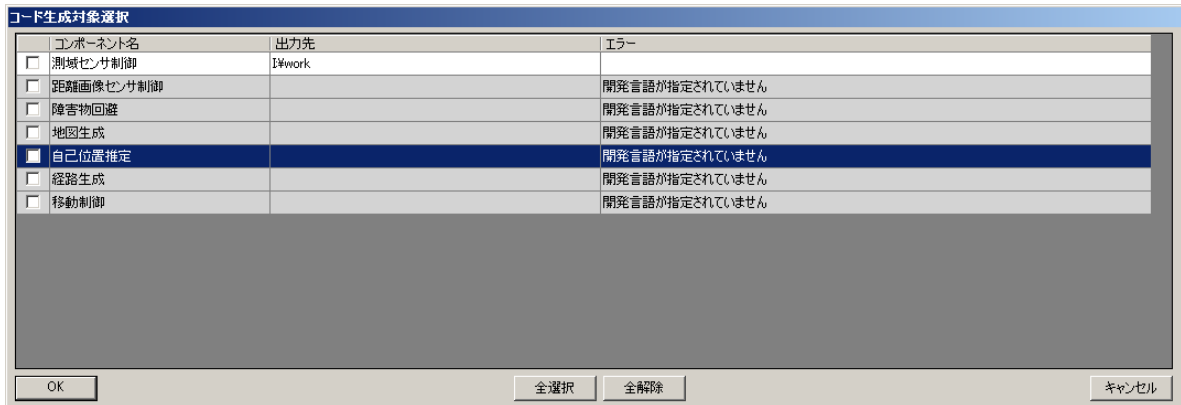 コード生成対象選択
コンポーネント名 出力先 エラー
測域センサ制御 I¥work
距離画像センサ制御 開発言語が指定されていません
障害物回避 開発言語が指定されていません
地図生成 開発言語が指定されていません
自己位置推定 開発言語が指定されていません
経路生成 開発言語が指定されていません
移動制御 開発言語が指定されていません
OK 全選択 全解除 キャンセル